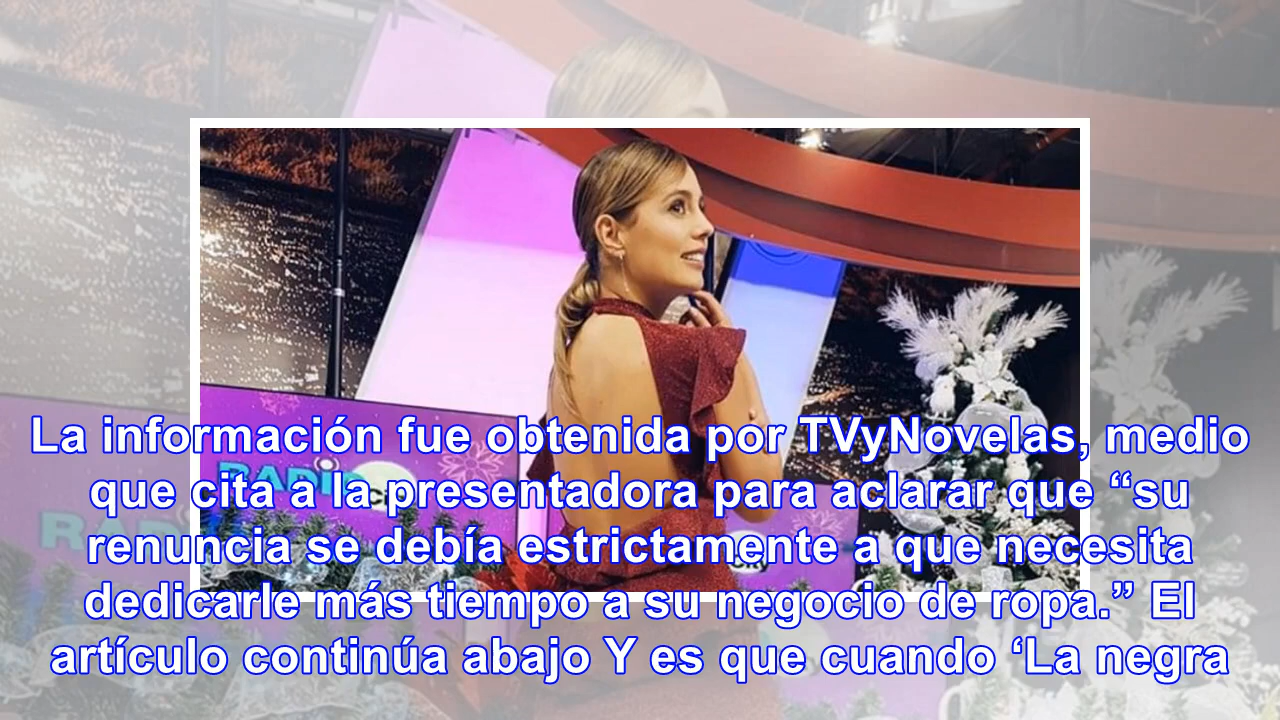 La información fue obtenida por TVyNovelas, medio
que cita a la presentadora para aclarar que “su
renuncia se debía estrictamente a que necesita
dedicarle más tiempo a su negocio de ropa.” El
artículo continúa abajo Y es que cuando ‘La negra